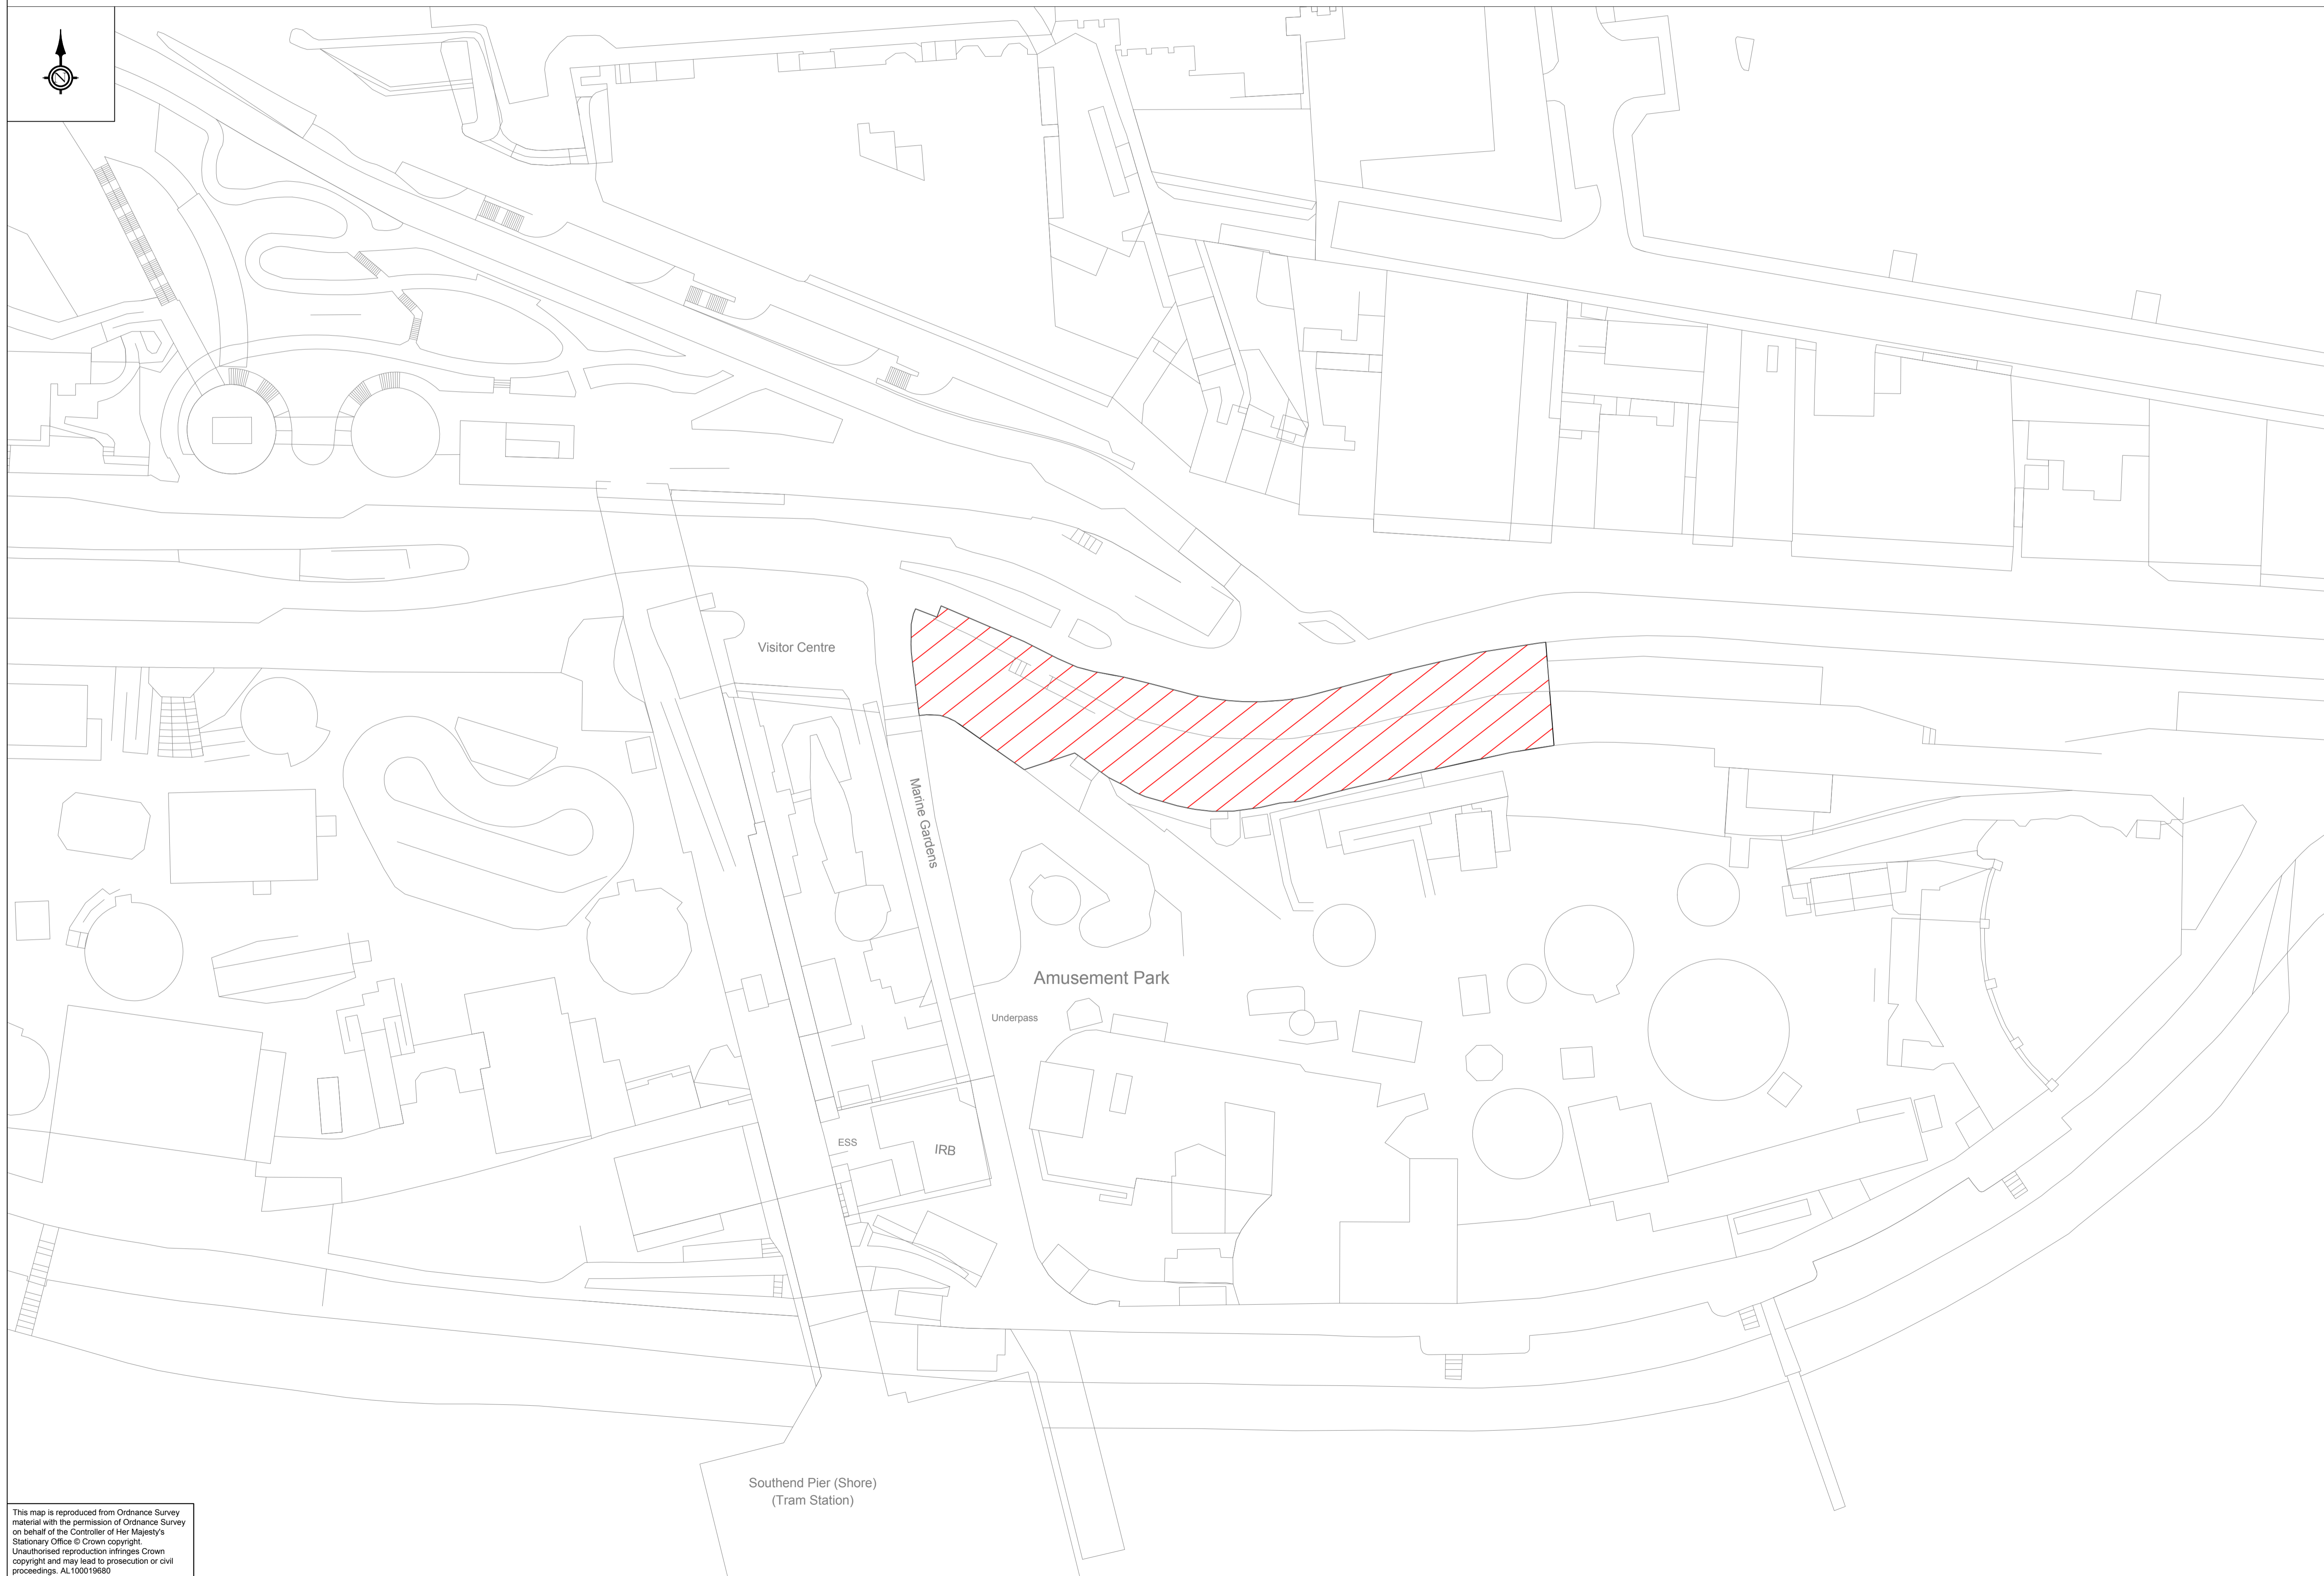 N
Visitor Centre
Marine Gardens
Amusement Park
Underpass
ESS
IRB
Southend Pier (Shore)
(Tram Station)
This map is reproduced from Ordnance Survey
material with the permission of Ordnance Survey
on behalf of the Controller of Her Majesty's
Stationary Office © Crown copyright.
Unauthorised reproduction infringes Crown
copyright and may lead to prosecution or civil
proceedings. AL100019680